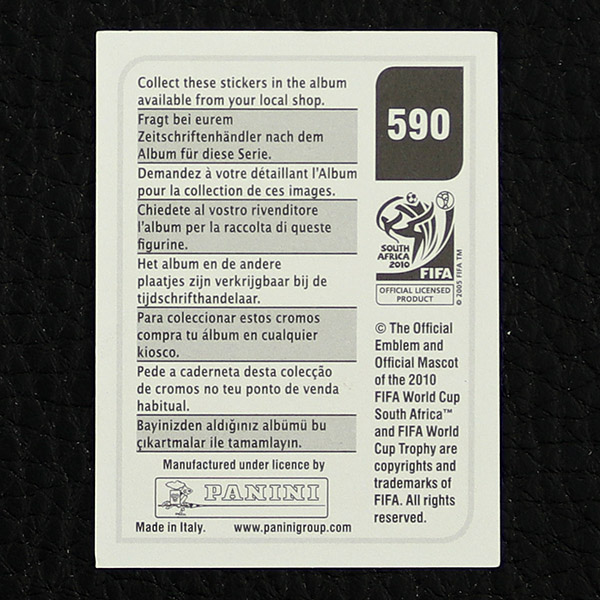 Collect these stickers in the album
available from your local shop.
Fragt bei eurem
Zeitschriftenhändler nach dem
Album für diese Serie.
Demandez à votre détaillant l'Album
pour la collection de ces images.
Chiedete al vostro rivenditore
l'album per la raccolta di queste
figurine.
Het album en de andere
plaatjes zijn verkrijgbaar bij de
tijdschrifthandelaar.
Para coleccionar estos cromos
compra tu álbum en cualquier
kiosco.
Pede a caderneta desta colecção
de cromos no teu ponto de venda
habitual.
Bayinizden aldığınız albümü bu
çıkartmalar ile tamamlayın.
Manufactured under licence by
PANINI
Made in Italy. www.paninigroup.com
590
SOUTH
AFRICA
2010
FIFA
© 2005 FIFA TM
OFFICIAL LICENSED
PRODUCT
© The Official
Emblem and
Official Mascot
of the 2010
FIFA World Cup
South Africa™
and FIFA World
Cup Trophy are
copyrights and
trademarks of
FIFA. All rights
reserved.